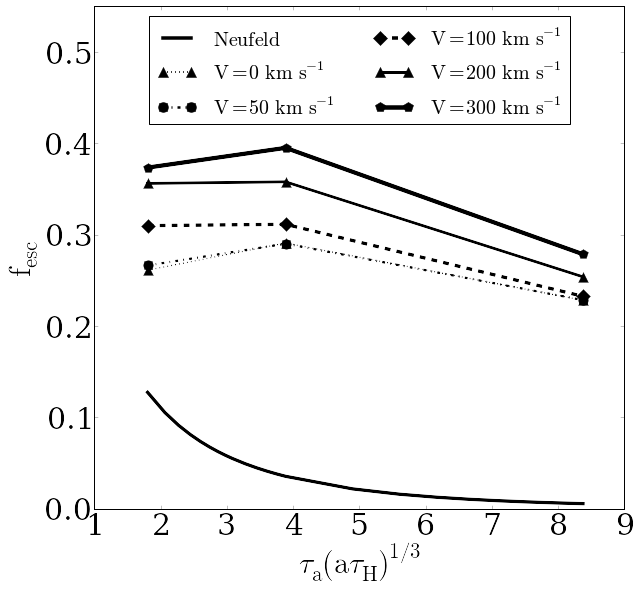 Neufeld
V=0 km s⁻¹
V=50 km s⁻¹
V=100 km s⁻¹
V=200 km s⁻¹
V=300 km s⁻¹
f_esc
0.5
0.4
0.3
0.2
0.1
0.0
1 2 3 4 5 6 7 8 9
τ_a(aτ_H)^{1/3}